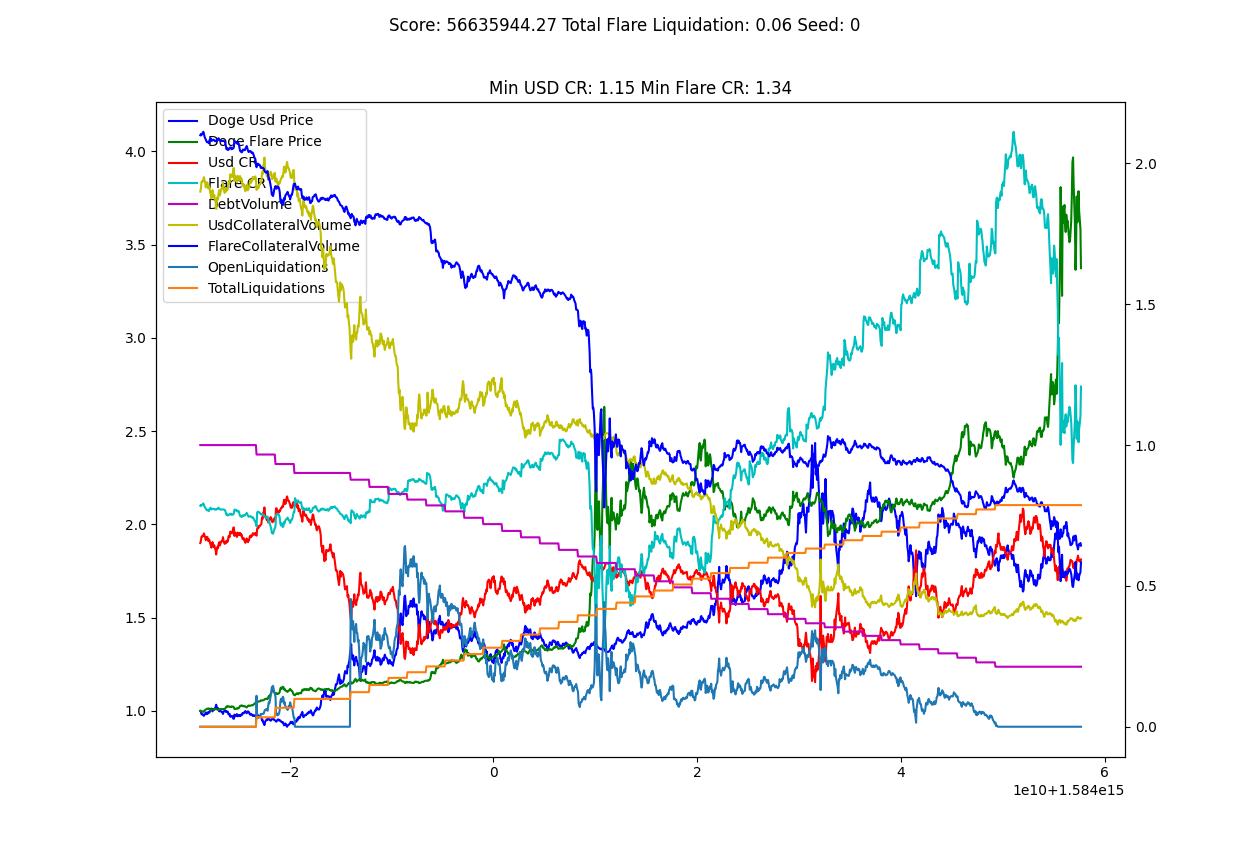 Score: 56635944.27 Total Flare Liquidation: 0.06 Seed: 0
Min USD CR: 1.15 Min Flare CR: 1.34
Doge Usd Price
Doge Flare Price
Usd CR
Flare CR
DebtVolume
UsdCollateralVolume
FlareCollateralVolume
OpenLiquidations
TotalLiquidations
4.0
3.5
3.0
2.5
2.0
1.5
1.0
2.0
1.5
1.0
0.5
0.0
−2 0 2 4 6
1e10+1.584e15